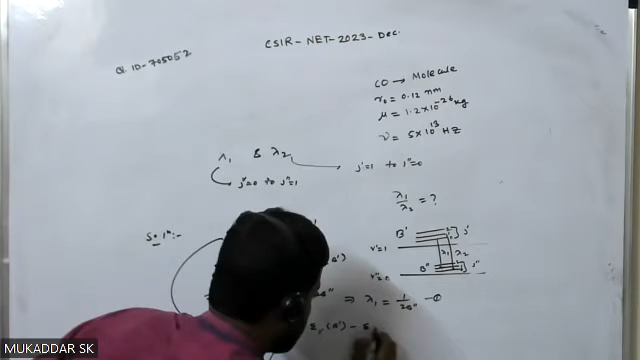 CSIR-NET-2023-Dec.
Q. ID-705052
CO → Molecule
r₀ = 0.12 nm
μ = 1.2×10⁻²⁶ kg
ν = 5×10¹³ HZ
λ₁ & λ₂
j'=1 to j''=0
j'=0 to j''=1
λ₁/λ₂ = ?
Solⁿ:-
B' j'
v'=1
λ₁ λ₂
B'' j''
v''=0
⇒ λ₁ = 1/2B'' —①
(B') –
MUKADDAR SK